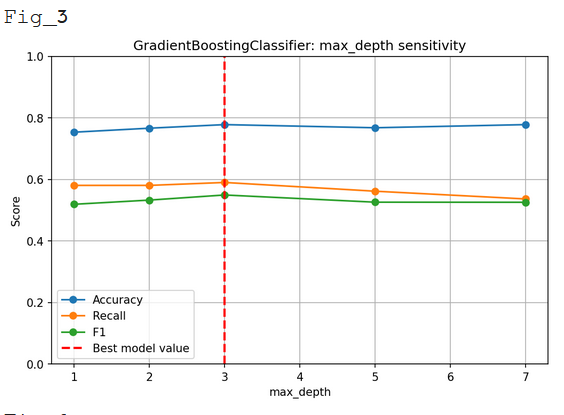 Fig_3
GradientBoostingClassifier: max_depth sensitivity
1.0
0.8
0.6
0.4
0.2
0.0
Score
Accuracy
Recall
F1
Best model value
1 2 3 4 5 6 7
max_depth